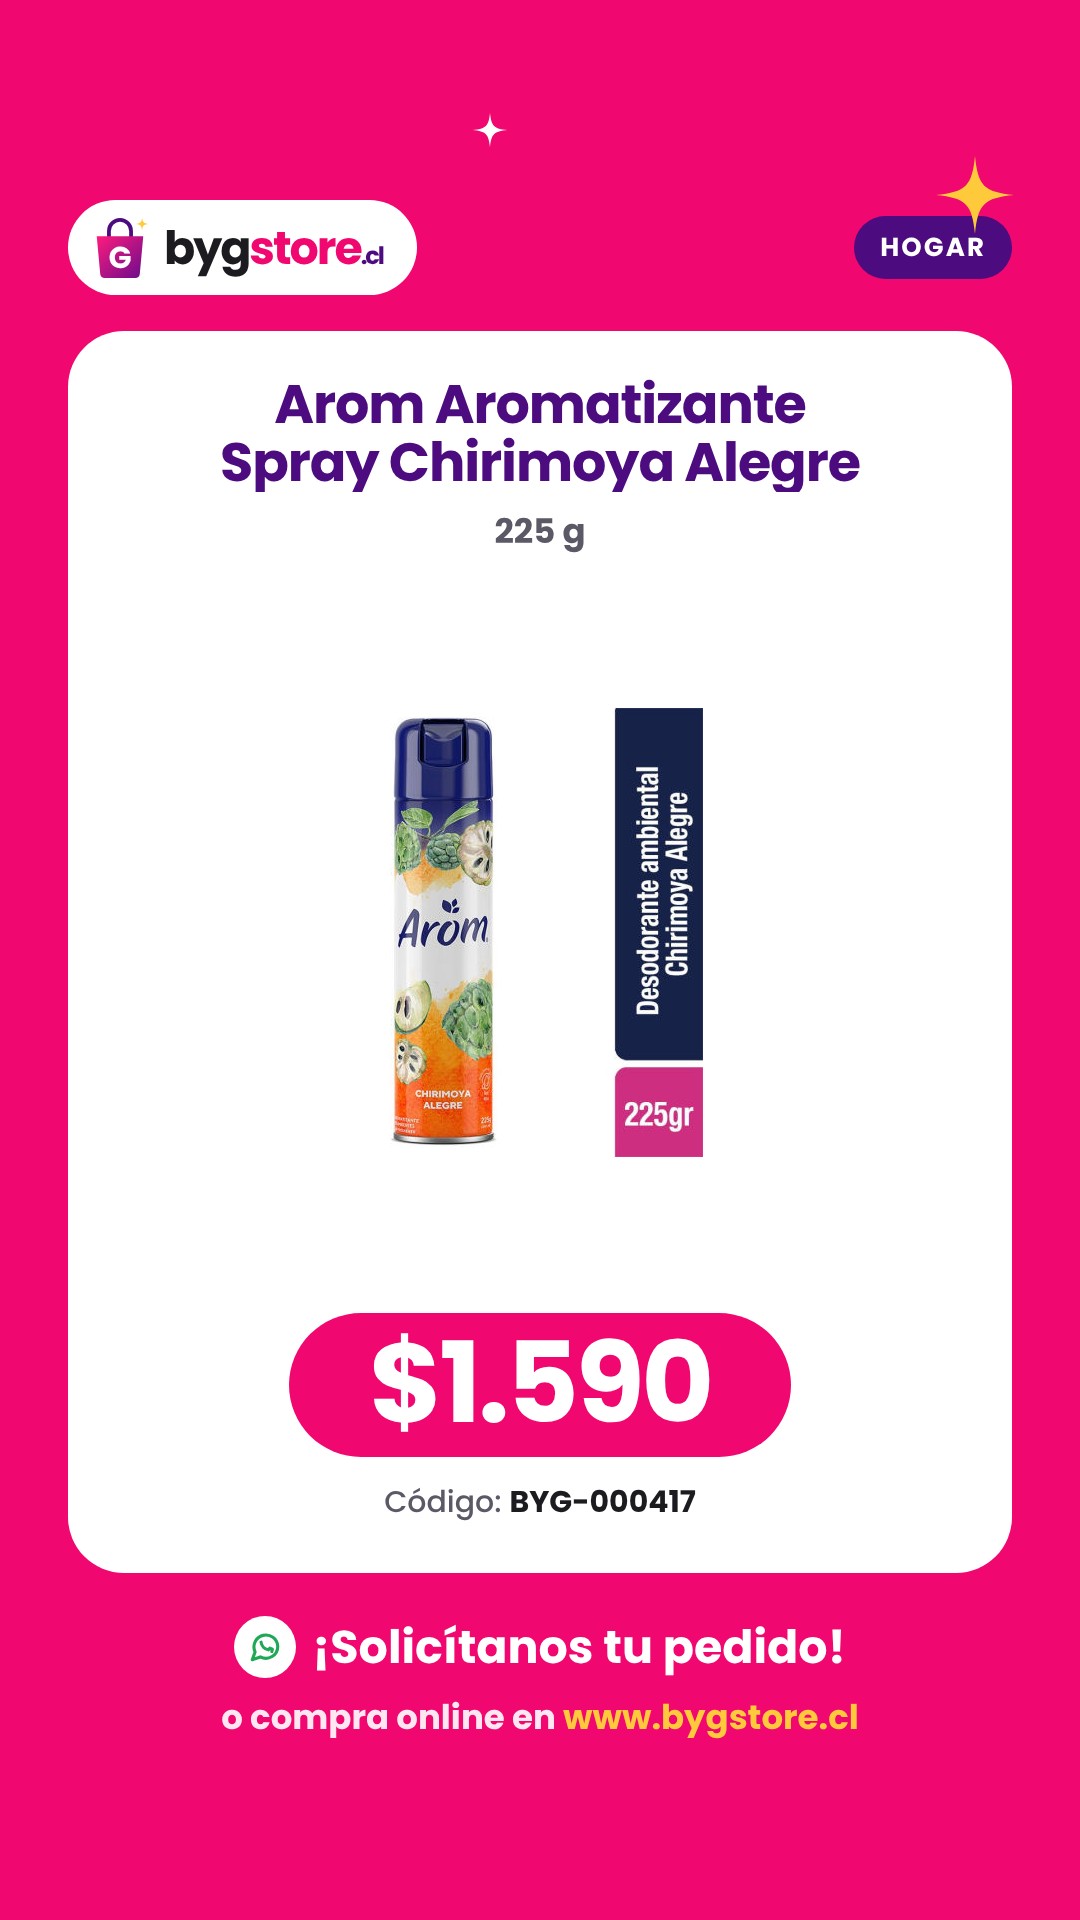 G bygstore.cl
HOGAR
Arom Aromatizante
Spray Chirimoya Alegre
225 g
Arom
CHIRIMOYA
ALEGRE
Desodorante ambiental
Chirimoya Alegre
225gr
$1.590
Código: BYG-000417
¡Solicítanos tu pedido!
o compra online en www.bygstore.cl